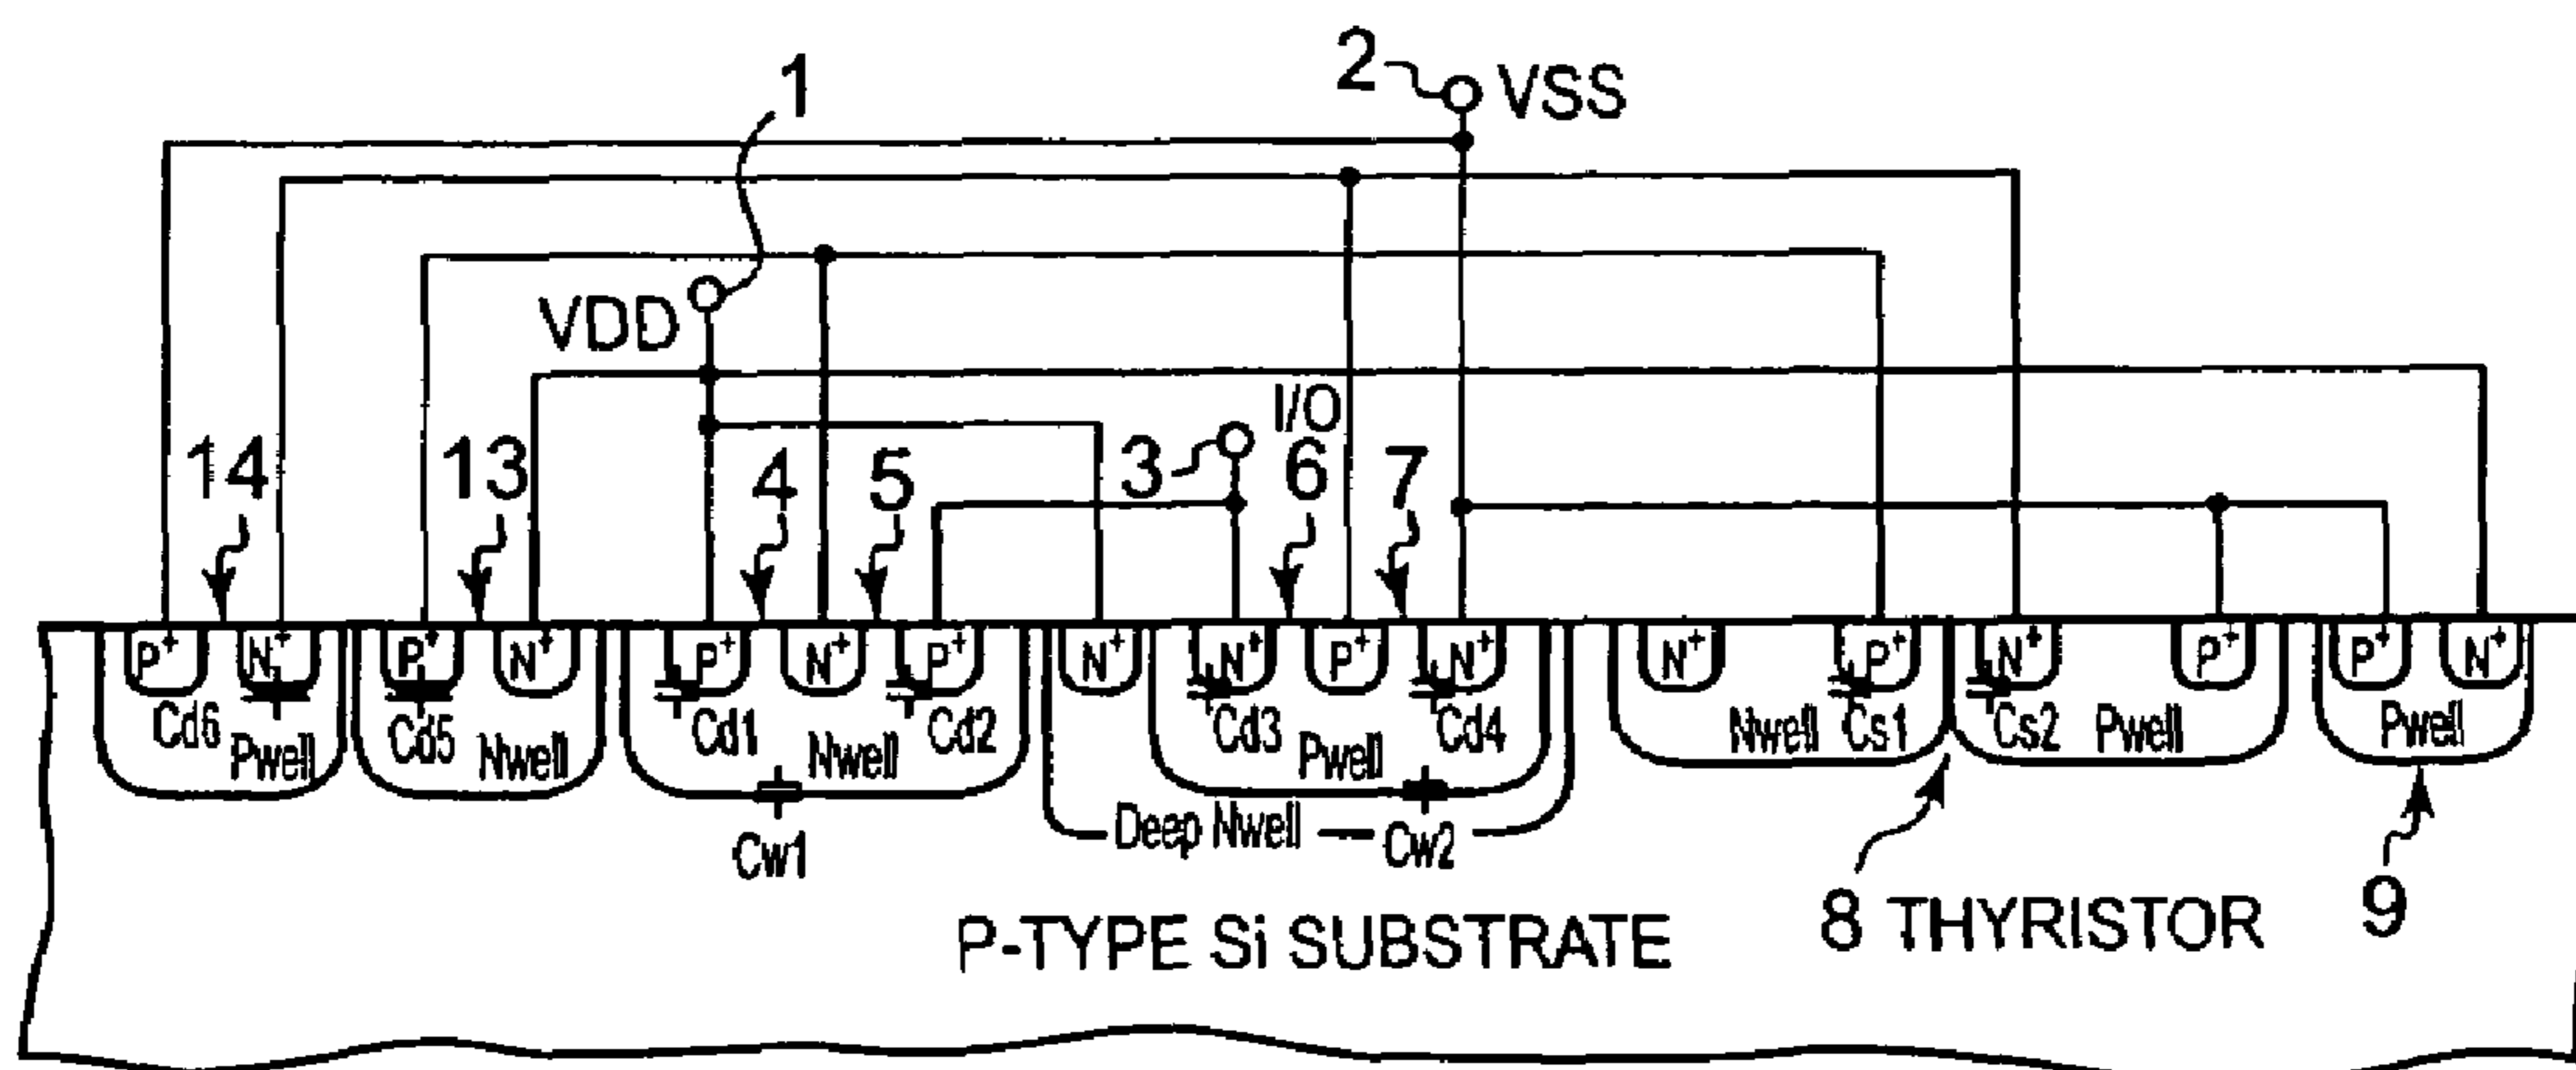 1
2 VSS
VDD
I/O
14 13 4 5 3 6 7
P+ N+ P+ N+ P+ N+ P+ N+ N+ P+ N+ N+ P+ N+ P+ P+ N+
Cd6 Pwell Cd5 Nwell Cd1 Nwell Cd2 Cd3 Pwell Cd4 Nwell Cs1 Cs2 Pwell Pwell
Cw1 Deep Nwell Cw2
P-TYPE Si SUBSTRATE 8 THYRISTOR 9